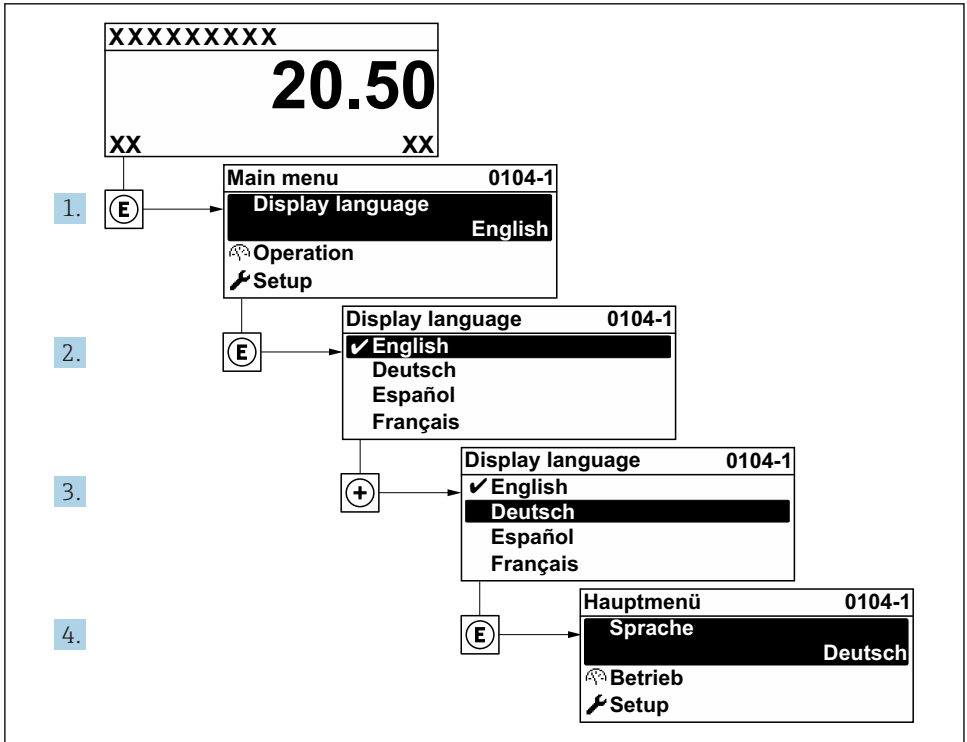 XXXXXXXXX
20.50
XX XX
1.
E
Main menu 0104-1
Display language
English
Operation
Setup
2.
E
Display language 0104-1
✔ English
Deutsch
Español
Français
3.
+
Display language 0104-1
✔ English
Deutsch
Español
Français
4.
E
Hauptmenü 0104-1
Sprache
Deutsch
Betrieb
Setup